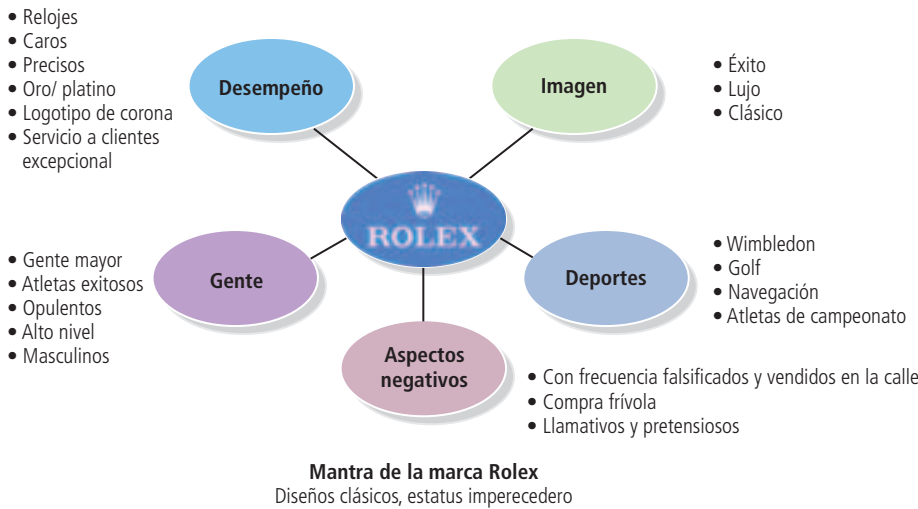 • Relojes
• Caros
• Precisos
• Oro/ platino
• Logotipo de corona
• Servicio a clientes
excepcional
Desempeño
Imagen
• Éxito
• Lujo
• Clásico
ROLEX
• Gente mayor
• Atletas exitosos
• Opulentos
• Alto nivel
• Masculinos
Gente
Deportes
• Wimbledon
• Golf
• Navegación
• Atletas de campeonato
Aspectos
negativos
• Con frecuencia falsificados y vendidos en la calle
• Compra frívola
• Llamativos y pretensiosos
Mantra de la marca Rolex
Diseños clásicos, estatus imperecedero